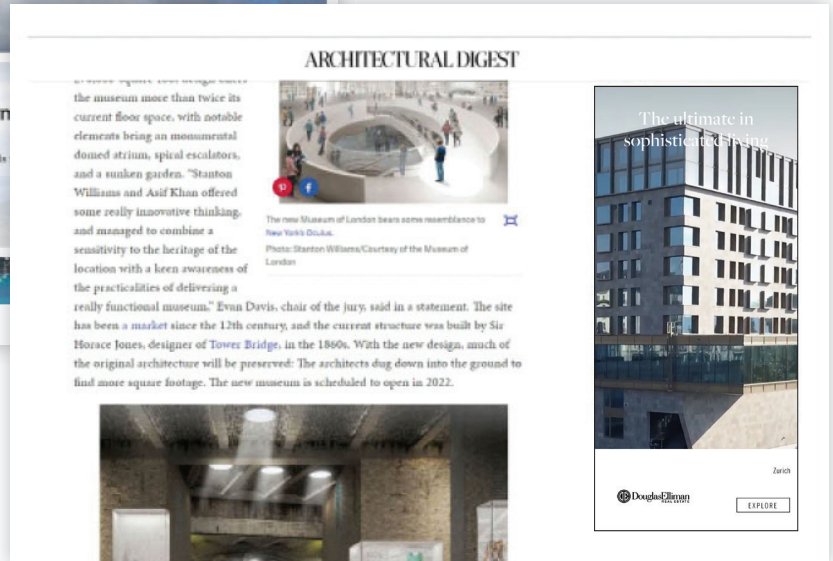 ARCHITECTURAL DIGEST
the museum more than twice its
current floor space, with notable
elements being an monumental
domed atrium, spiral escalators,
and a sunken garden. "Stanton
Williams and Asif Khan offered
some really innovative thinking,
and managed to combine a
sensitivity to the heritage of the
location with a keen awareness of
the practicalities of delivering a
really functional museum," Evan Davis, chair of the jury, said in a statement. The site
has been a market since the 12th century, and the current structure was built by Sir
Horace Jones, designer of Tower Bridge, in the 1860s. With the new design, much of
the original architecture will be preserved: The architects dug down into the ground to
find more square footage. The new museum is scheduled to open in 2022.
The new Museum of London bears some resemblance to
New York's Oculus.
Photo: Stanton Williams/Courtesy of the Museum of
London
The ultimate in
sophisticated living
Zurich
DouglasElliman
REAL ESTATE
EXPLORE